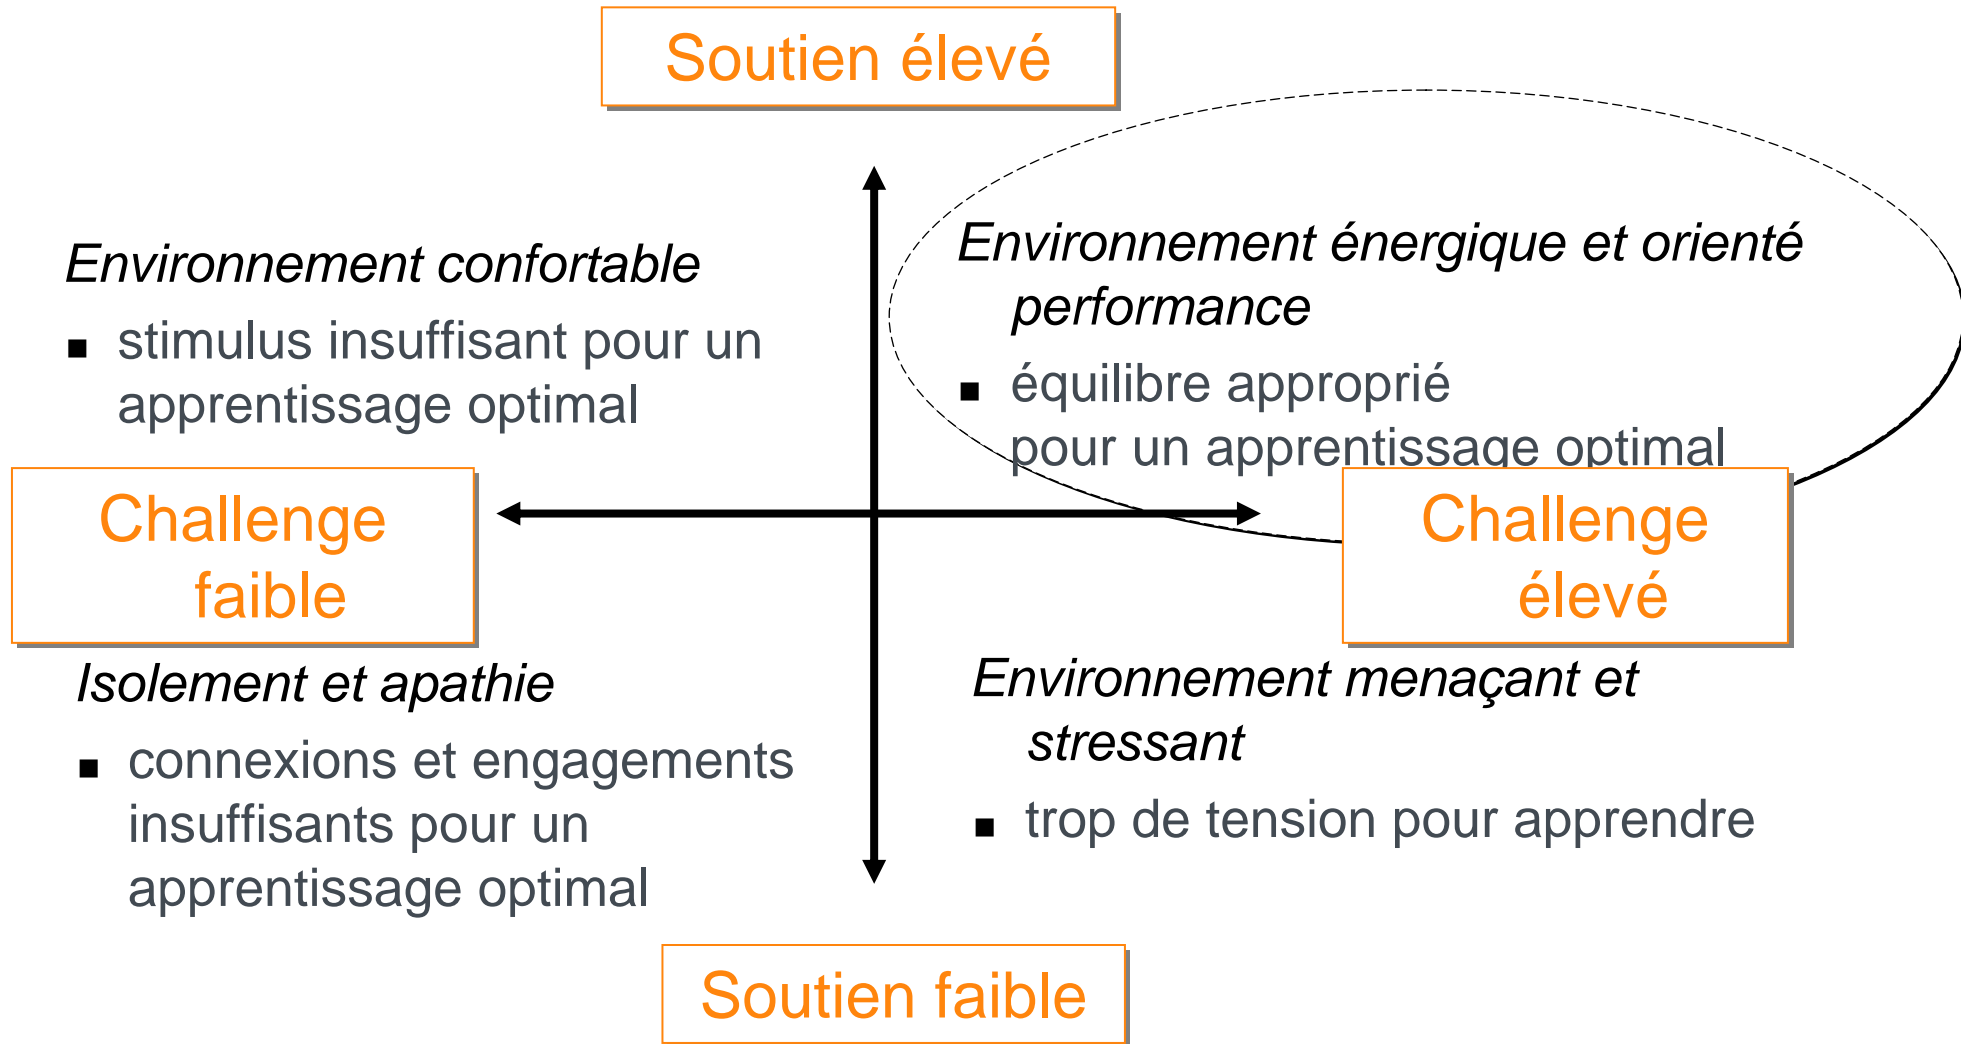 Soutien élevé
Environnement confortable
■ stimulus insuffisant pour un
apprentissage optimal
Environnement énergique et orienté
performance
■ équilibre approprié
pour un apprentissage optimal
Challenge
faible
Challenge
élevé
Isolement et apathie
■ connexions et engagements
insuffisants pour un
apprentissage optimal
Environnement menaçant et
stressant
■ trop de tension pour apprendre
Soutien faible